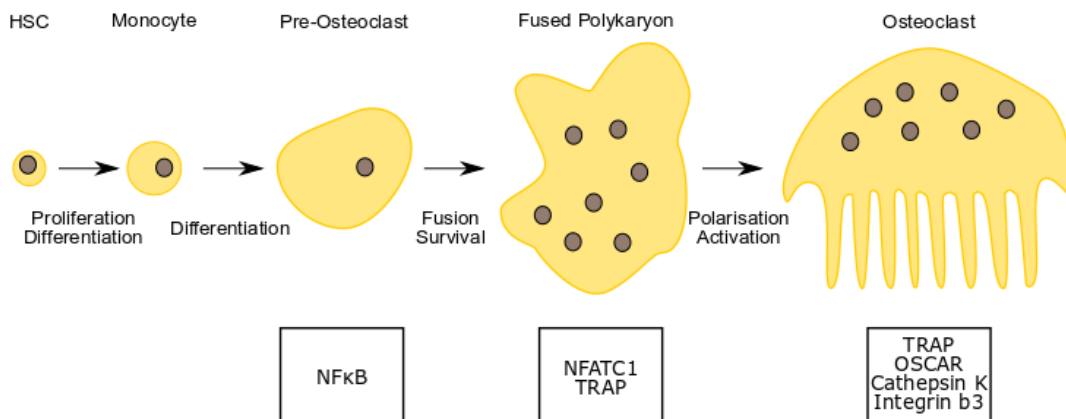 HSC
Monocyte
Pre-Osteoclast
Fused Polykaryon
Osteoclast
Proliferation
Differentiation
Differentiation
Fusion
Survival
Polarisation
Activation
NFκB
NFATC1
TRAP
TRAP
OSCAR
Cathepsin K
Integrin b3